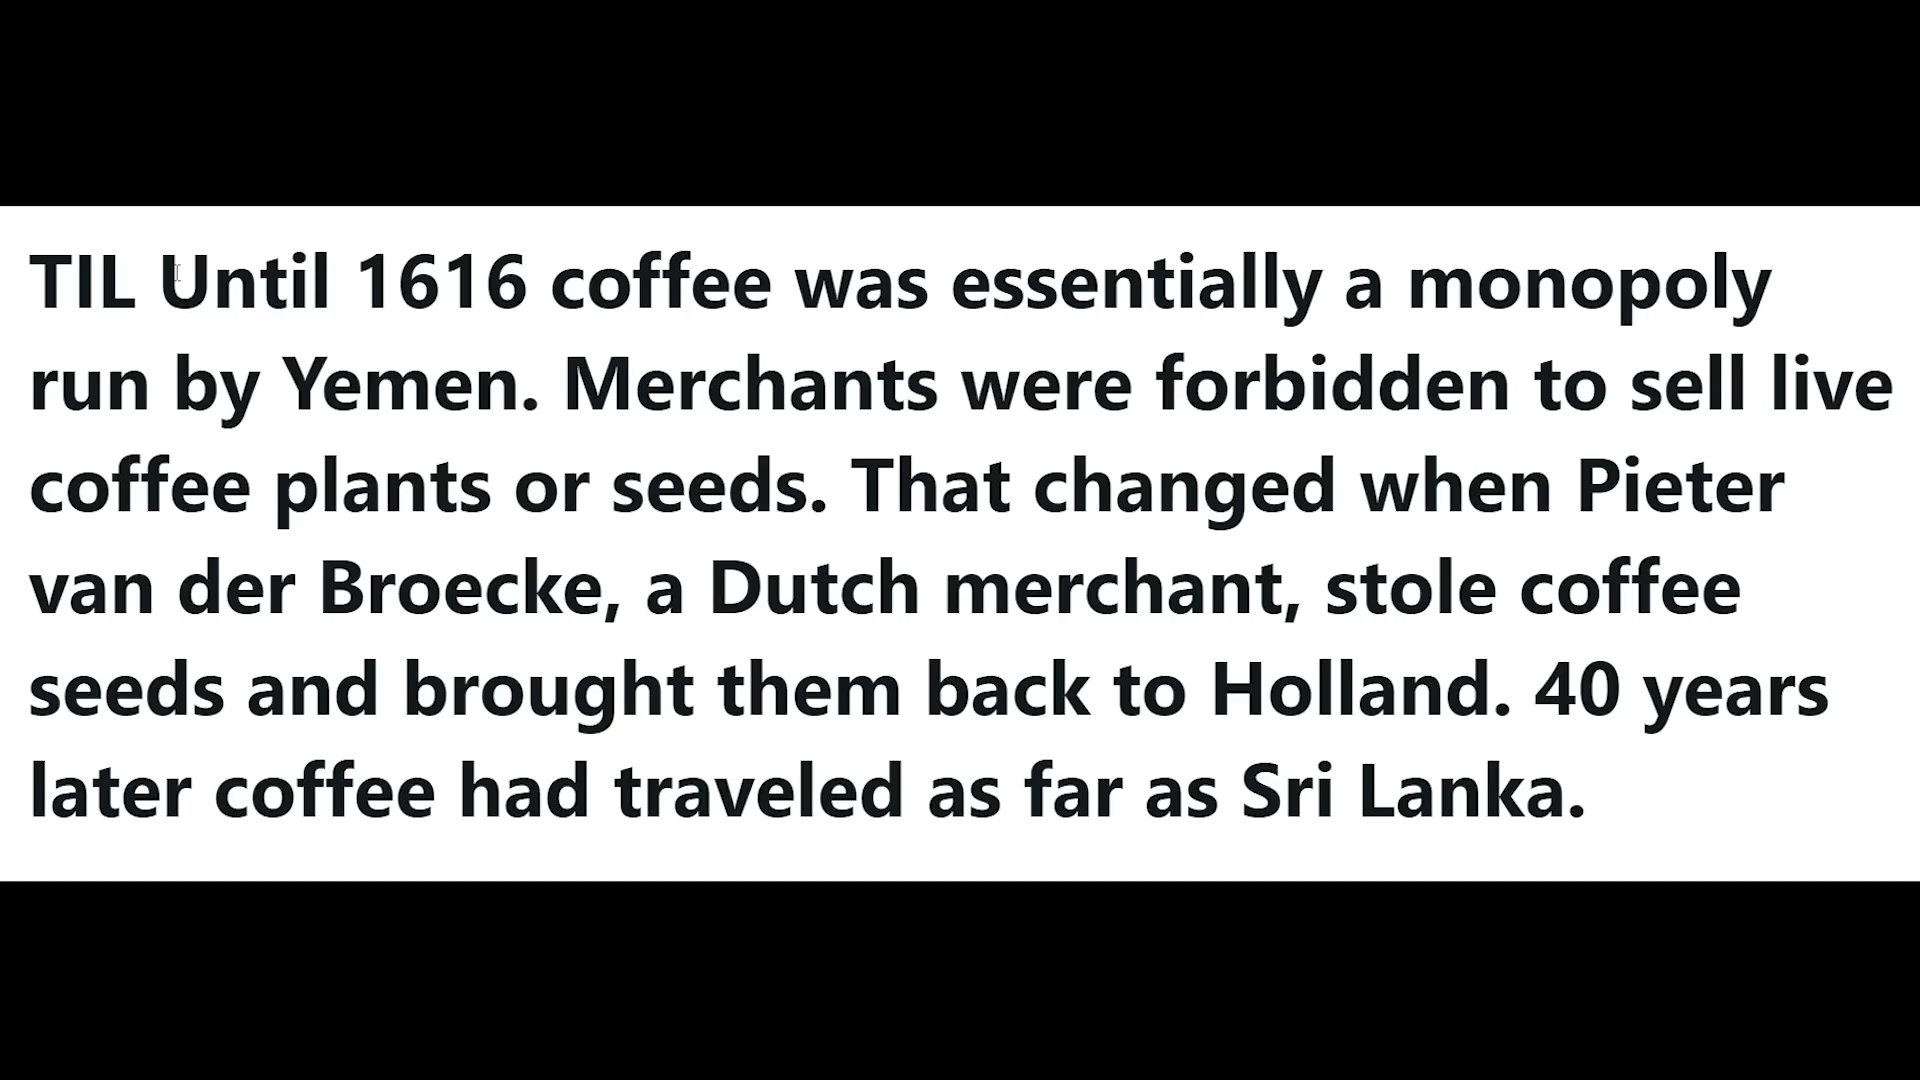 TIL Until 1616 coffee was essentially a monopoly
run by Yemen. Merchants were forbidden to sell live
coffee plants or seeds. That changed when Pieter
van der Broecke, a Dutch merchant, stole coffee
seeds and brought them back to Holland. 40 years
later coffee had traveled as far as Sri Lanka.